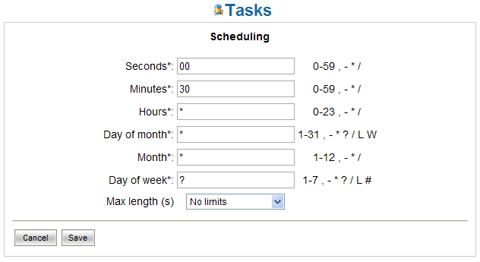 Tasks
Scheduling
Seconds*: 00 0-59 , - * /
Minutes*: 30 0-59 , - * /
Hours*: * 0-23 , - * /
Day of month*: * 1-31 , - * ? / L W
Month*: * 1-12 , - * /
Day of week*: ? 1-7 , - * ? / L #
Max length (s) No limits
Cancel Save